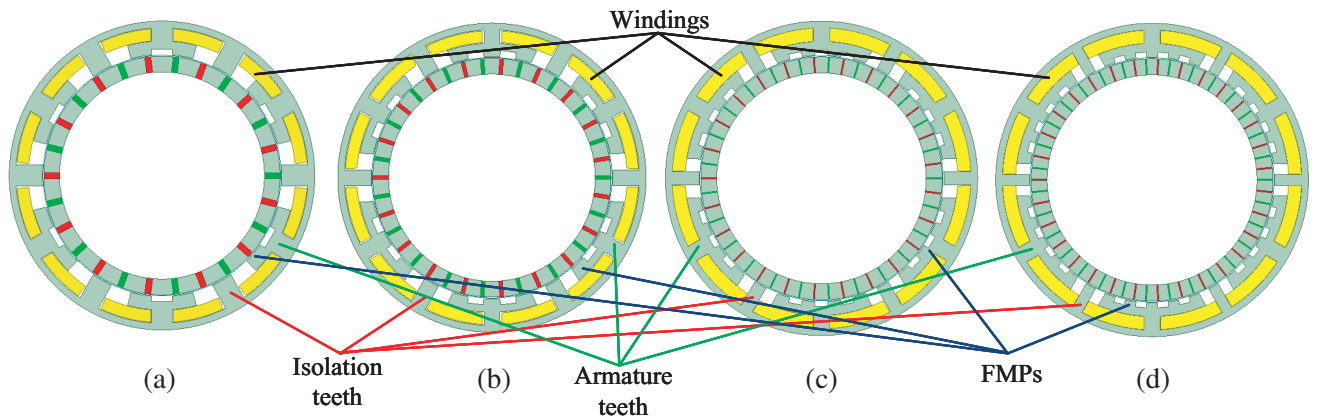 Windings
Isolation
teeth
Armature
teeth
FMPs
(a)
(b)
(c)
(d)